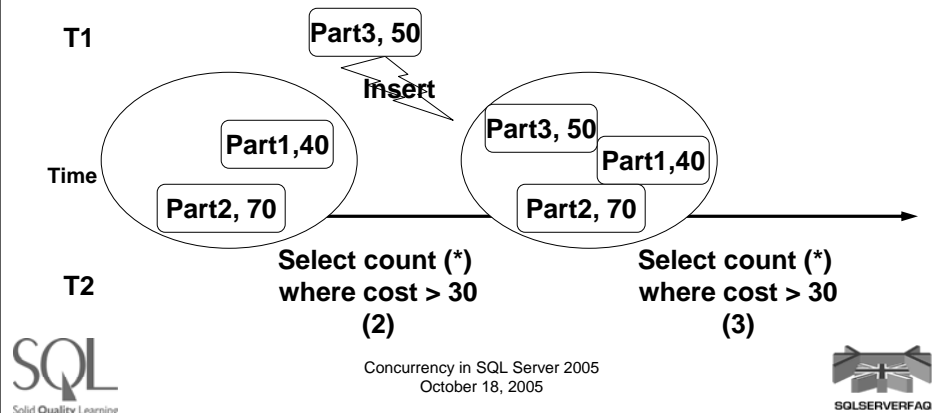 T1
Part3, 50
Insert
Part3, 50
Part1,40
Part1,40
Time
Part2, 70
Part2, 70
Select count (*)
where cost > 30
(2)
Select count (*)
where cost > 30
(3)
T2
SQL
Solid Quality Learning
Concurrency in SQL Server 2005
October 18, 2005
SQLSERVERFAQ